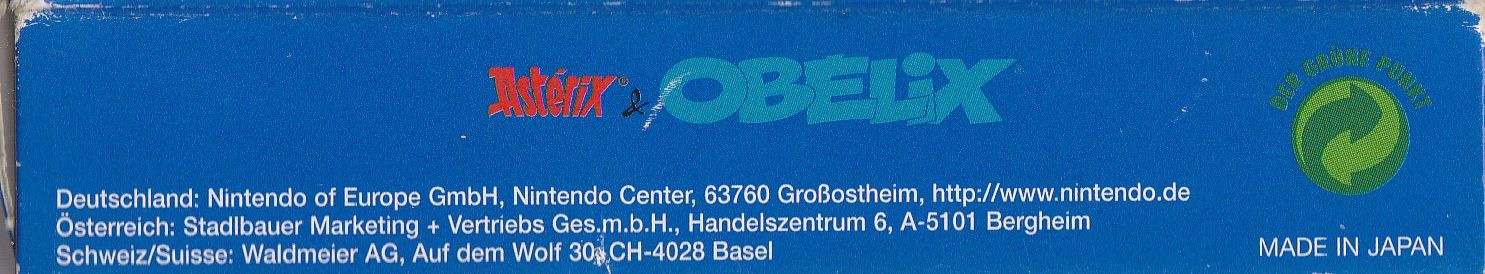 Astérix® & OBÉLiX®
DER GRÜNE PUNKT
Deutschland: Nintendo of Europe GmbH, Nintendo Center, 63760 Großostheim, http://www.nintendo.de
Österreich: Stadlbauer Marketing + Vertriebs Ges.m.b.H., Handelszentrum 6, A-5101 Bergheim
Schweiz/Suisse: Waldmeier AG, Auf dem Wolf 30, CH-4028 Basel
MADE IN JAPAN